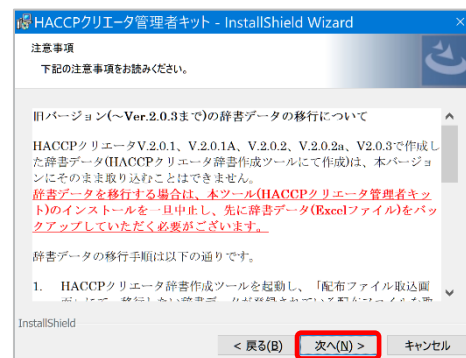 HACCPクリエータ管理者キット - InstallShield Wizard
注意事項
下記の注意事項をお読みください。
旧バージョン(～Ver.2.0.3まで)の辞書データの移行について
HACCPクリエータV.2.0.1、V.2.0.1A、V.2.0.2、V.2.0.2a、V2.0.3で作成し
た辞書データ(HACCPクリエータ辞書作成ツールにて作成)は、本バージョ
ンにそのまま取り込むことはできません。
辞書データを移行する場合は、本ツール(HACCPクリエータ管理者キッ
ト)のインストールを一旦中止し、先に辞書データ(Excelファイル)をバッ
クアップしていただく必要がございます。
辞書データの移行手順は以下の通りです。
1. HACCPクリエータ辞書作成ツールを起動し、「配布ファイル取込画
InstallShield
< 戻る(B)
次へ(N) >
キャンセル